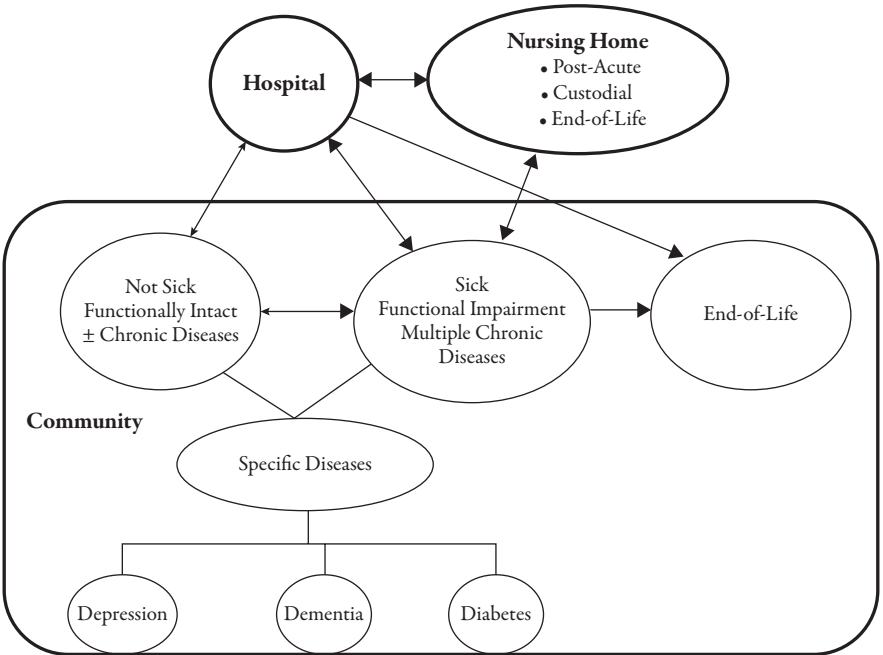 Hospital
Nursing Home
• Post-Acute
• Custodial
• End-of-Life
Not Sick
Functionally Intact
± Chronic Diseases
Sick
Functional Impairment
Multiple Chronic
Diseases
End-of-Life
Community
Specific Diseases
Depression
Dementia
Diabetes